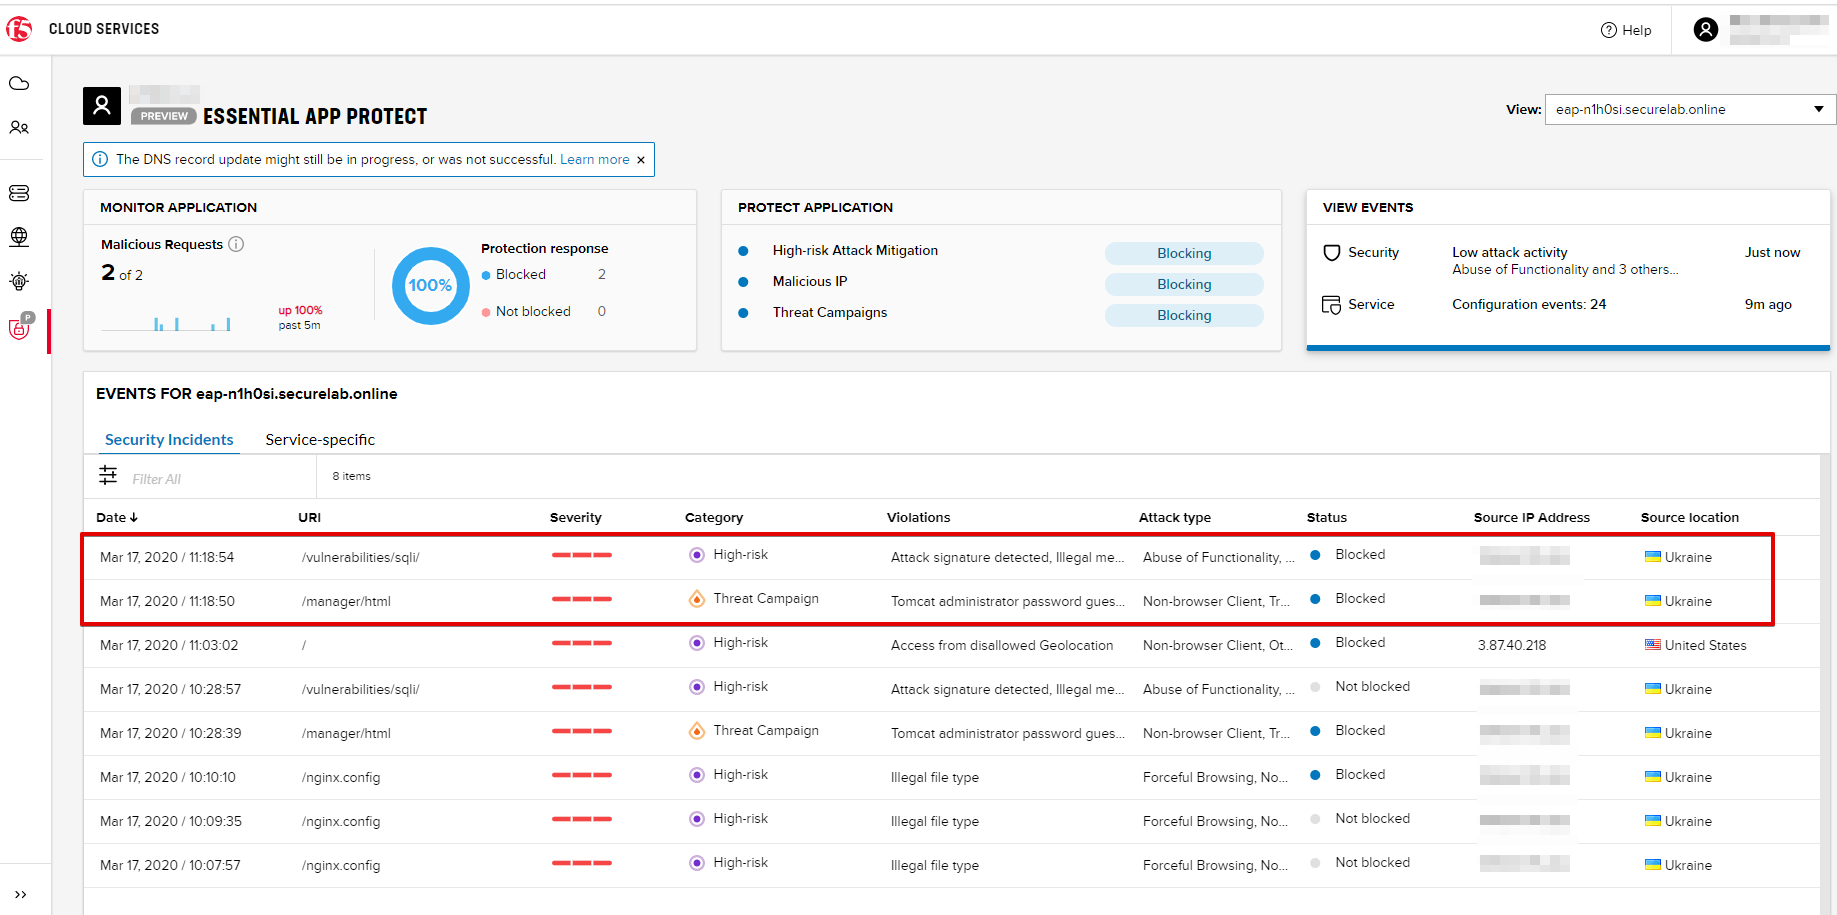 f5 CLOUD SERVICES
? Help
PREVIEW ESSENTIAL APP PROTECT
View: eap-n1h0si.securelab.online
The DNS record update might still be in progress, or was not successful. Learn more ×
MONITOR APPLICATION
Malicious Requests
2 of 2
up 100%
past 5m
100%
Protection response
Blocked 2
Not blocked 0
PROTECT APPLICATION
High-risk Attack Mitigation Blocking
Malicious IP Blocking
Threat Campaigns Blocking
VIEW EVENTS
Security Low attack activity Just now
Abuse of Functionality and 3 others...
Service Configuration events: 24 9m ago
P
EVENTS FOR eap-n1h0si.securelab.online
Security Incidents Service-specific
Filter All 8 items
Date URI Severity Category Violations Attack type Status Source IP Address Source location
Mar 17, 2020 / 11:18:54 /vulnerabilities/sqli/ High-risk Attack signature detected, Illegal me... Abuse of Functionality, ... Blocked Ukraine
Mar 17, 2020 / 11:18:50 /manager/html Threat Campaign Tomcat administrator password gues... Non-browser Client, Tr... Blocked Ukraine
Mar 17, 2020 / 11:03:02 / High-risk Access from disallowed Geolocation Non-browser Client, Ot... Blocked 3.87.40.218 United States
Mar 17, 2020 / 10:28:57 /vulnerabilities/sqli/ High-risk Attack signature detected, Illegal me... Abuse of Functionality, ... Not blocked Ukraine
Mar 17, 2020 / 10:28:39 /manager/html Threat Campaign Tomcat administrator password gues... Non-browser Client, Tr... Blocked Ukraine
Mar 17, 2020 / 10:10:10 /nginx.config High-risk Illegal file type Forceful Browsing, No... Blocked Ukraine
Mar 17, 2020 / 10:09:35 /nginx.config High-risk Illegal file type Forceful Browsing, No... Not blocked Ukraine
Mar 17, 2020 / 10:07:57 /nginx.config High-risk Illegal file type Forceful Browsing, No... Not blocked Ukraine